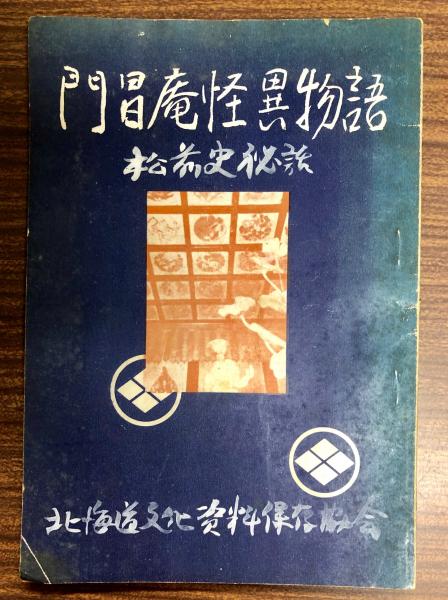 門昌庵怪異物語
松前史秘話
北海道文化資料保存協会